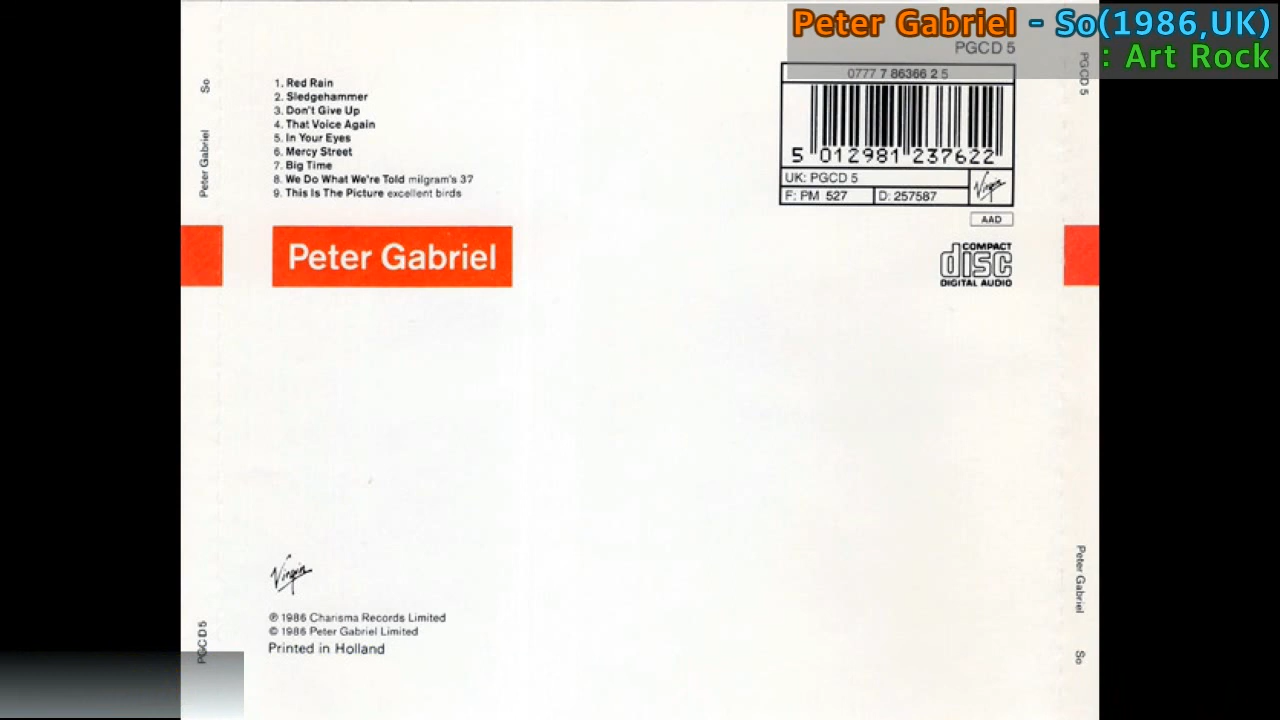 Peter Gabriel - So(1986,UK)
: Art Rock
PGCD 5
0777 7 86366 2 5
5 012981 237622
UK: PGCD 5
F: PM 527
D: 257587
Virgin
AAD
COMPACT
disc
DIGITAL AUDIO
So
Peter Gabriel
PGCD5
1. Red Rain
2. Sledgehammer
3. Don't Give Up
4. That Voice Again
5. In Your Eyes
6. Mercy Street
7. Big Time
8. We Do What We're Told milgram's 37
9. This Is The Picture excellent birds
Peter Gabriel
Virgin
℗ 1986 Charisma Records Limited
© 1986 Peter Gabriel Limited
Printed in Holland
PGCD 5
Peter Gabriel
So